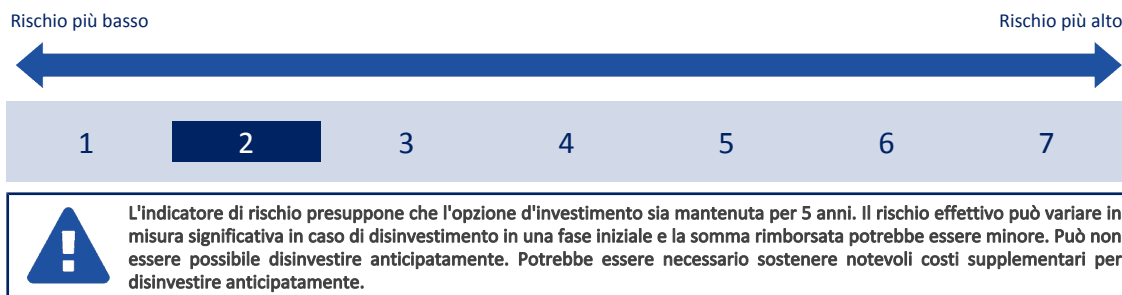 Rischio più basso Rischio più alto
1 2 3 4 5 6 7
L'indicatore di rischio presuppone che l'opzione d'investimento sia mantenuta per 5 anni. Il rischio effettivo può variare in
misura significativa in caso di disinvestimento in una fase iniziale e la somma rimborsata potrebbe essere minore. Può non
essere possibile disinvestire anticipatamente. Potrebbe essere necessario sostenere notevoli costi supplementari per
disinvestire anticipatamente.